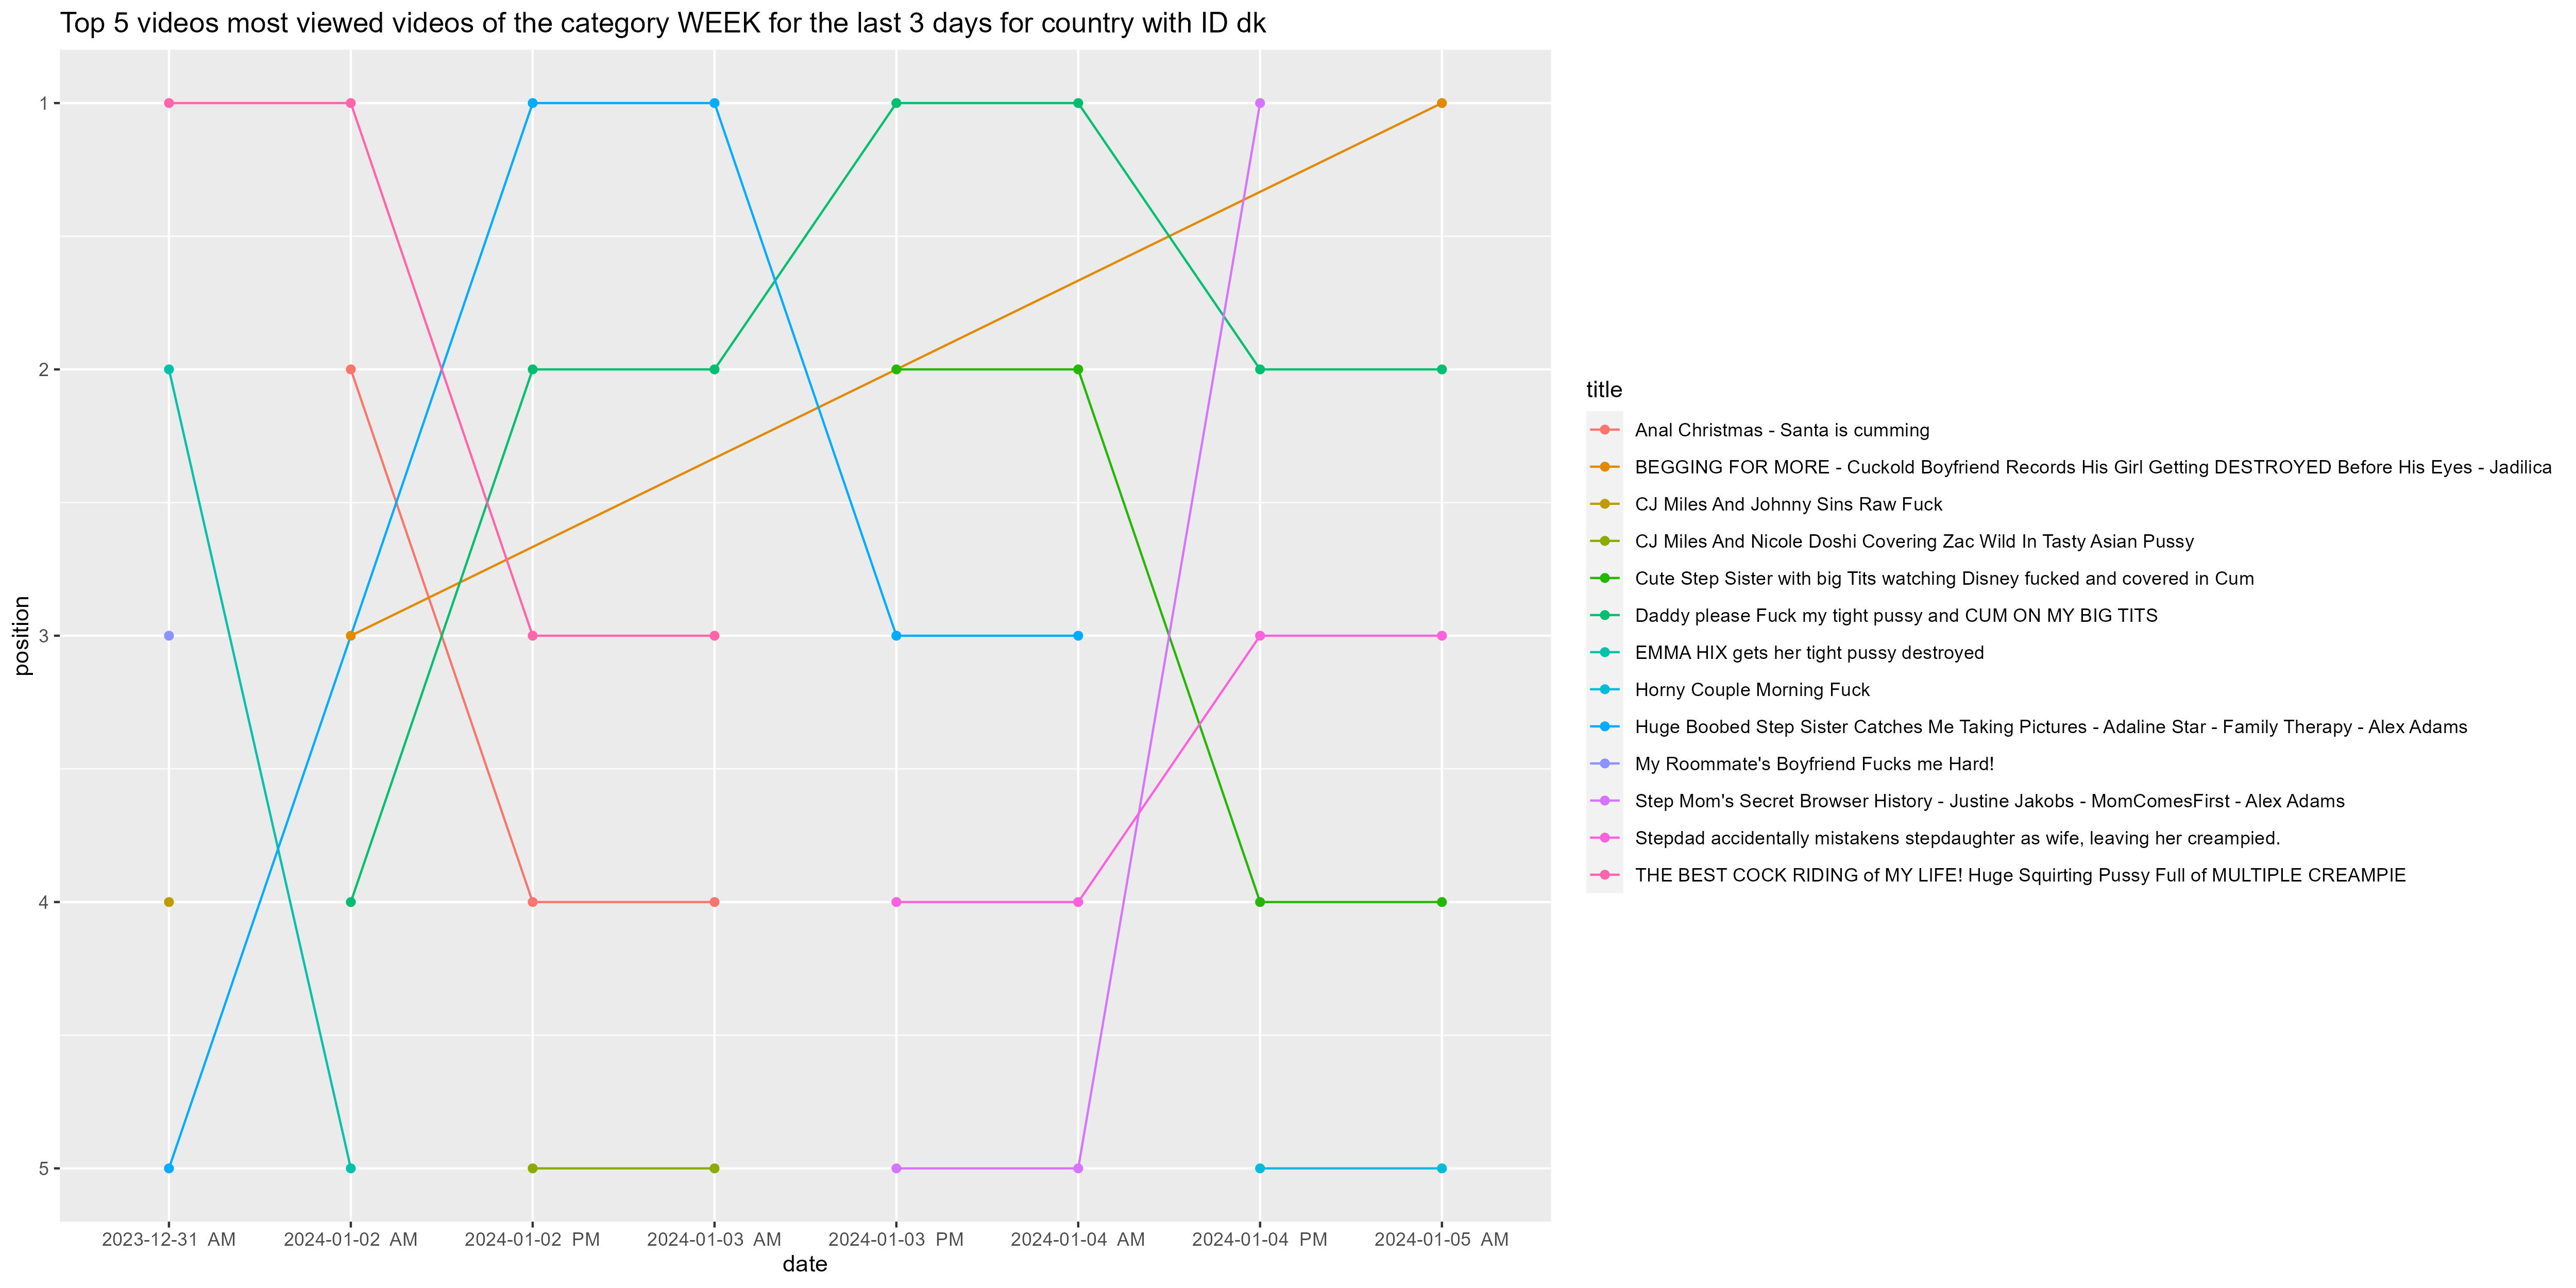 Top 5 videos most viewed videos of the category WEEK for the last 3 days for country with ID dk
position
1
2
3
4
5
2023-12-31 AM
2024-01-02 AM
2024-01-02 PM
2024-01-03 AM
2024-01-03 PM
2024-01-04 AM
2024-01-04 PM
2024-01-05 AM
date
title
Anal Christmas - Santa is cumming
BEGGING FOR MORE - Cuckold Boyfriend Records His Girl Getting DESTROYED Before His Eyes - Jadilica
CJ Miles And Johnny Sins Raw Fuck
CJ Miles And Nicole Doshi Covering Zac Wild In Tasty Asian Pussy
Cute Step Sister with big Tits watching Disney fucked and covered in Cum
Daddy please Fuck my tight pussy and CUM ON MY BIG TITS
EMMA HIX gets her tight pussy destroyed
Horny Couple Morning Fuck
Huge Boobed Step Sister Catches Me Taking Pictures - Adaline Star - Family Therapy - Alex Adams
My Roommate's Boyfriend Fucks me Hard!
Step Mom's Secret Browser History - Justine Jakobs - MomComesFirst - Alex Adams
Stepdad accidentally mistakens stepdaughter as wife, leaving her creampied.
THE BEST COCK RIDING of MY LIFE! Huge Squirting Pussy Full of MULTIPLE CREAMPIE